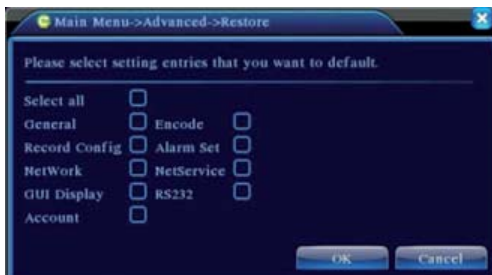 Main Menu->Advanced->Restore
Please select setting entries that you want to default.
Select all
General Encode
Record Config Alarm Set
NetWork NetService
GUI Display RS232
Account
OK Cancel